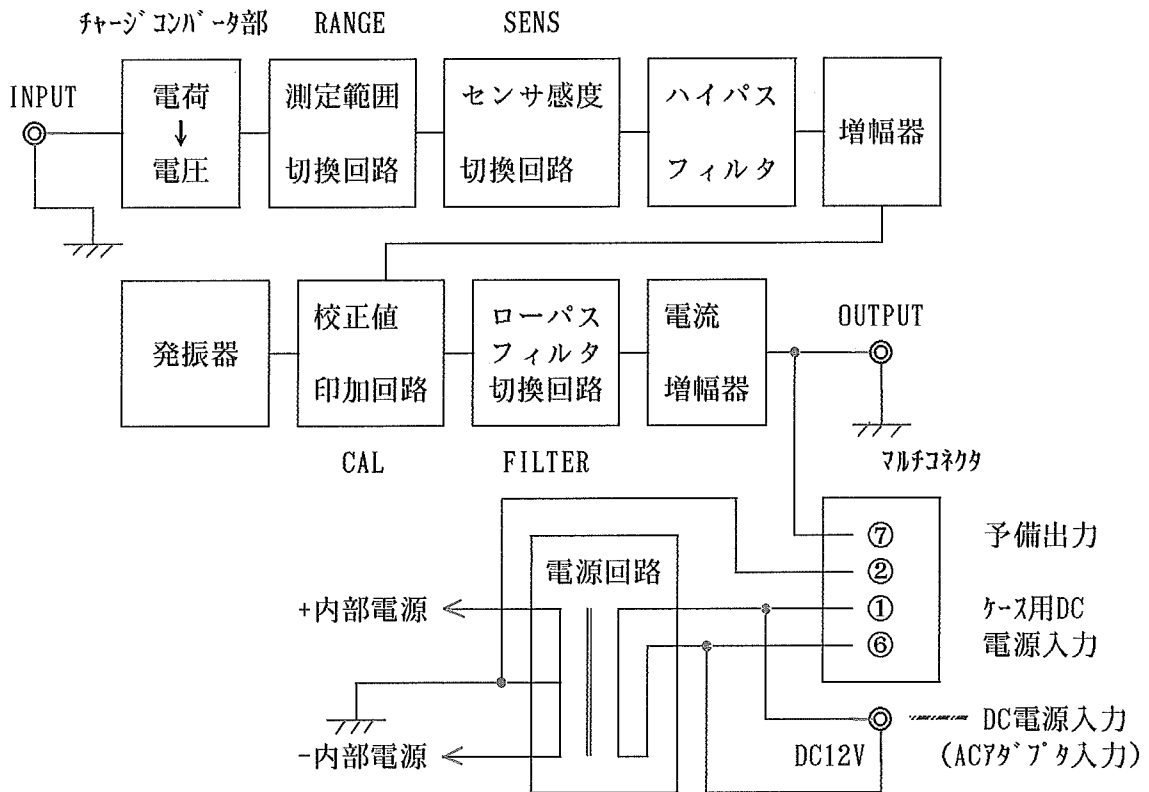 チャージコンバータ部 RANGE SENS
INPUT
電荷
↓
電圧
測定範囲
切換回路
センサ感度
切換回路
ハイパス
フィルタ
増幅器
発振器
校正値
印加回路
ローパス
フィルタ
切換回路
電流
増幅器
OUTPUT
CAL FILTER
マルチコネクタ
⑦ 予備出力
②
① ケース用DC
⑥ 電源入力
電源回路
+内部電源
-内部電源
DC12V
DC電源入力
(ACアダプタ入力)